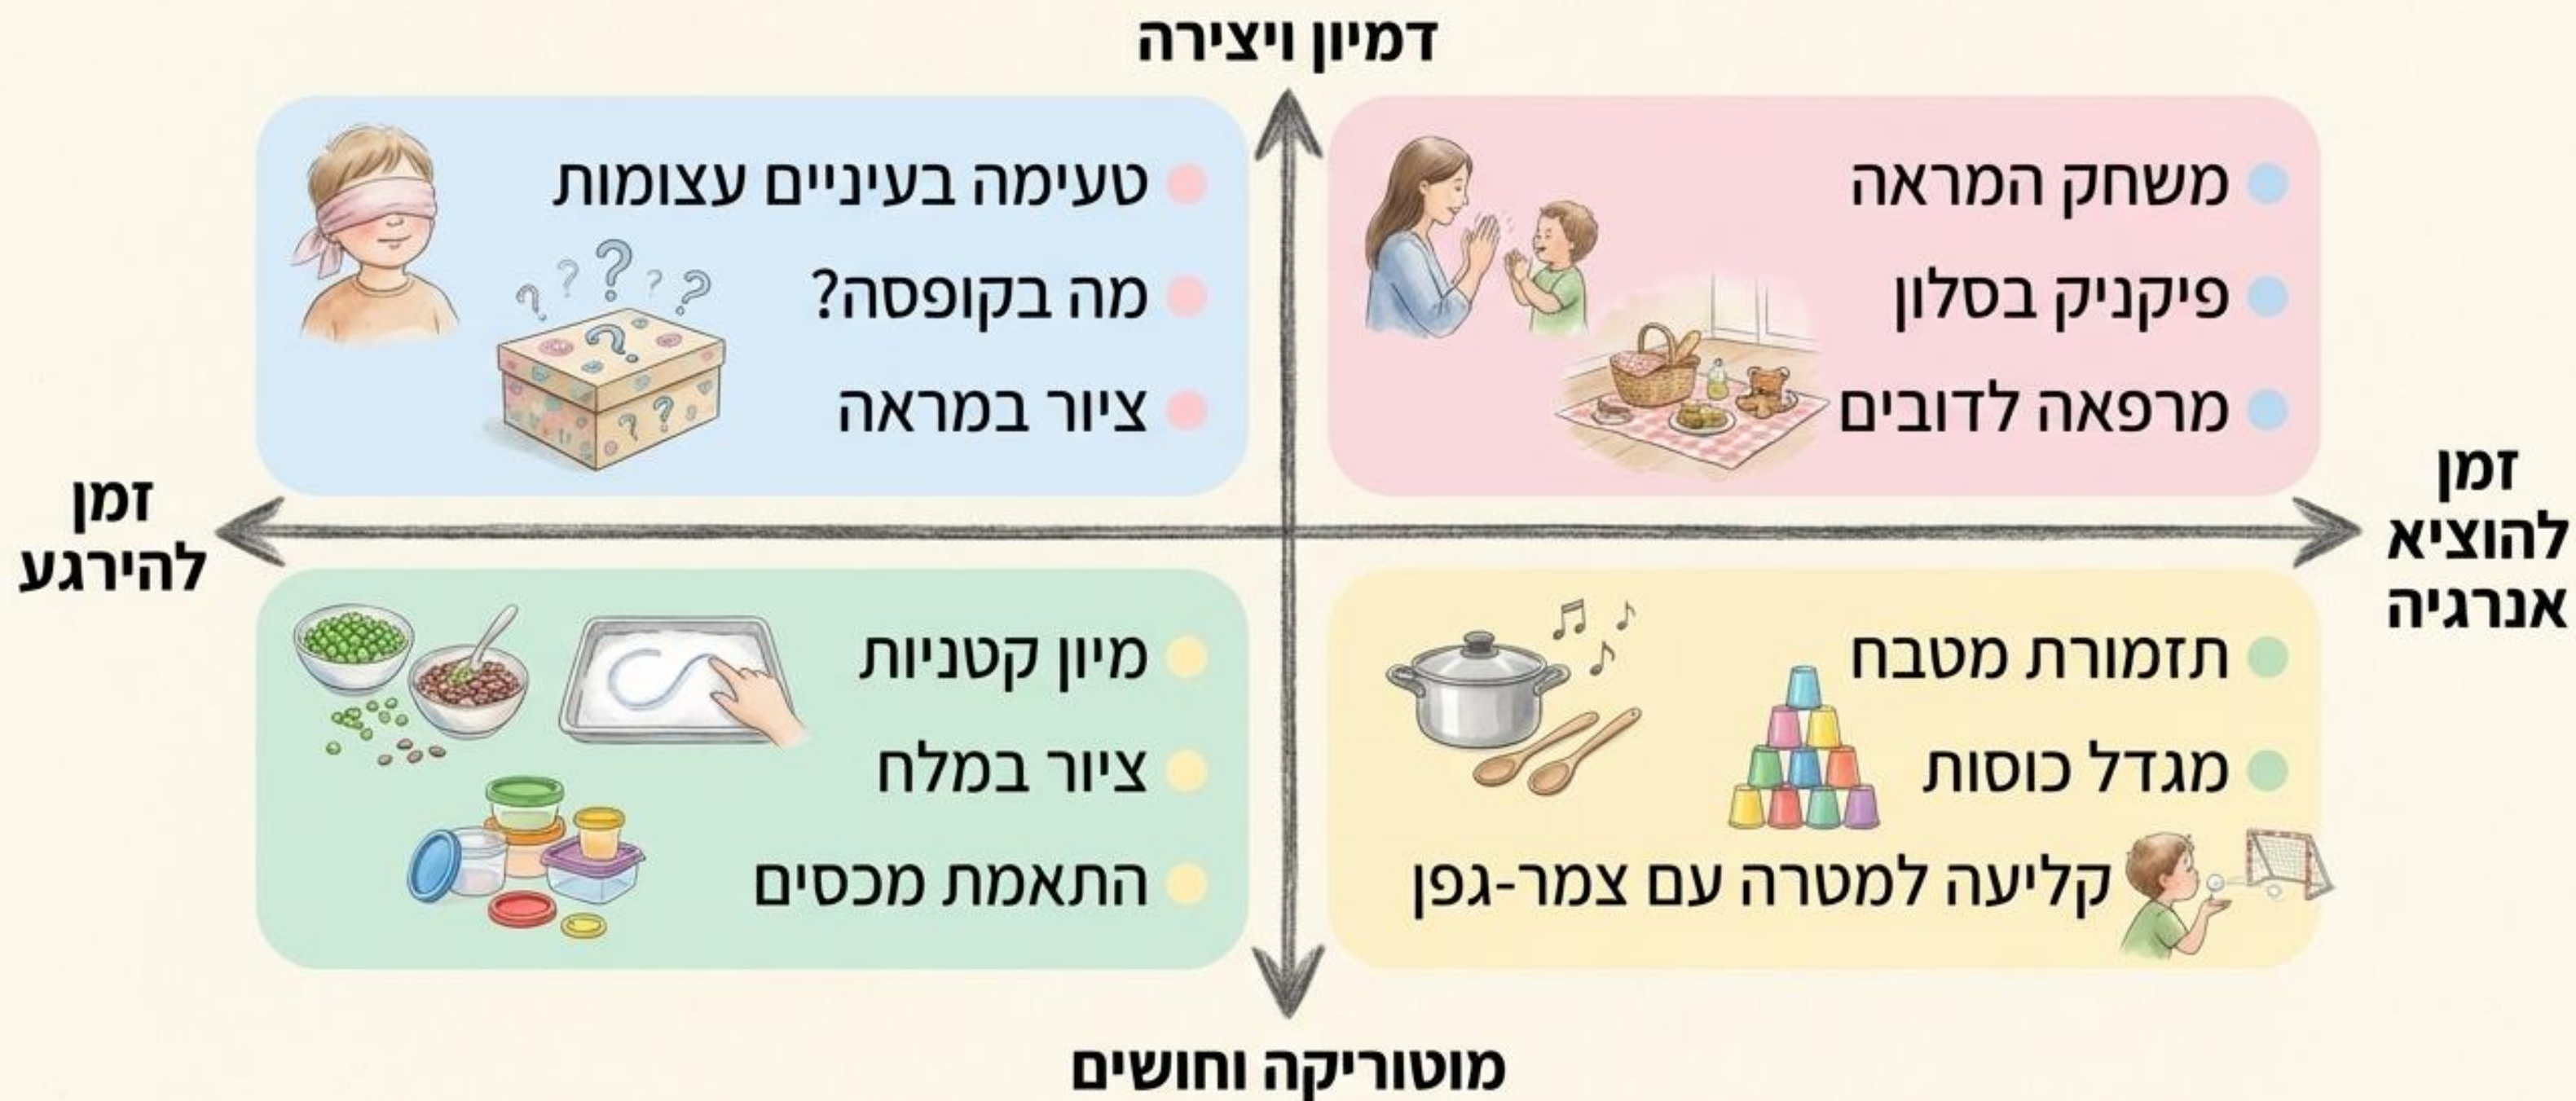 דמיון ויצירה
משחק המראה
פיקניק בסלון
מרפאה לדובים
טעימה בעיניים עצומות
מה בקופסה?
ציור במראה
זמן
להוציא
אנרגיה
זמן
להירגע
תזמורת מטבח
מגדל כוסות
קליעה למטרה עם צמר-גפן
מיון קטניות
ציור במלח
התאמת מכסים
מוטוריקה וחושים